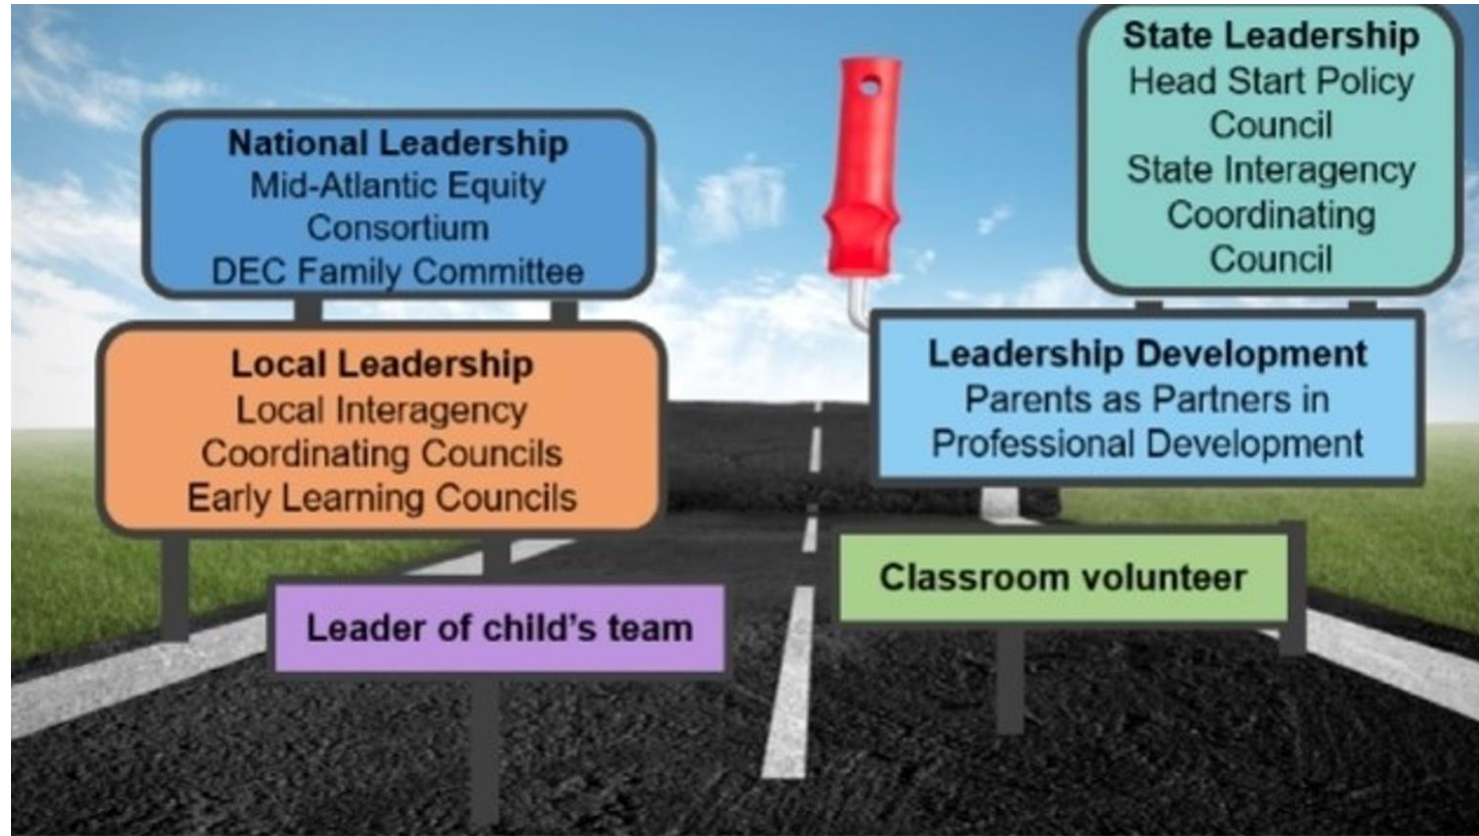 National Leadership
Mid-Atlantic Equity
Consortium
DEC Family Committee
State Leadership
Head Start Policy
Council
State Interagency
Coordinating
Council
Local Leadership
Local Interagency
Coordinating Councils
Early Learning Councils
Leadership Development
Parents as Partners in
Professional Development
Leader of child's team
Classroom volunteer